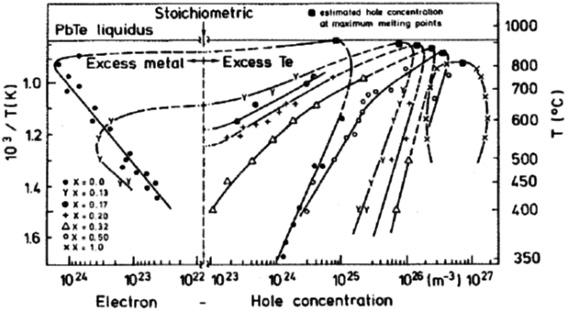 Stoichiometric
PbTe liquidus
■ estimated hole concentration
at maximum melting points
Excess metal ← → Excess Te
10³ / T(K)
1.0
1.2
1.4
1.6
T (°C)
1000
900
800
700
600
500
450
400
350
● X = 0.0
Y X = 0.13
● X = 0.17
+ X = 0.20
△ X = 0.32
○ X = 0.50
× X = 1.0
10²⁴ 10²³ 10²² 10²³ 10²⁴ 10²⁵ 10²⁶ (m⁻³) 10²⁷
Electron - Hole concentration